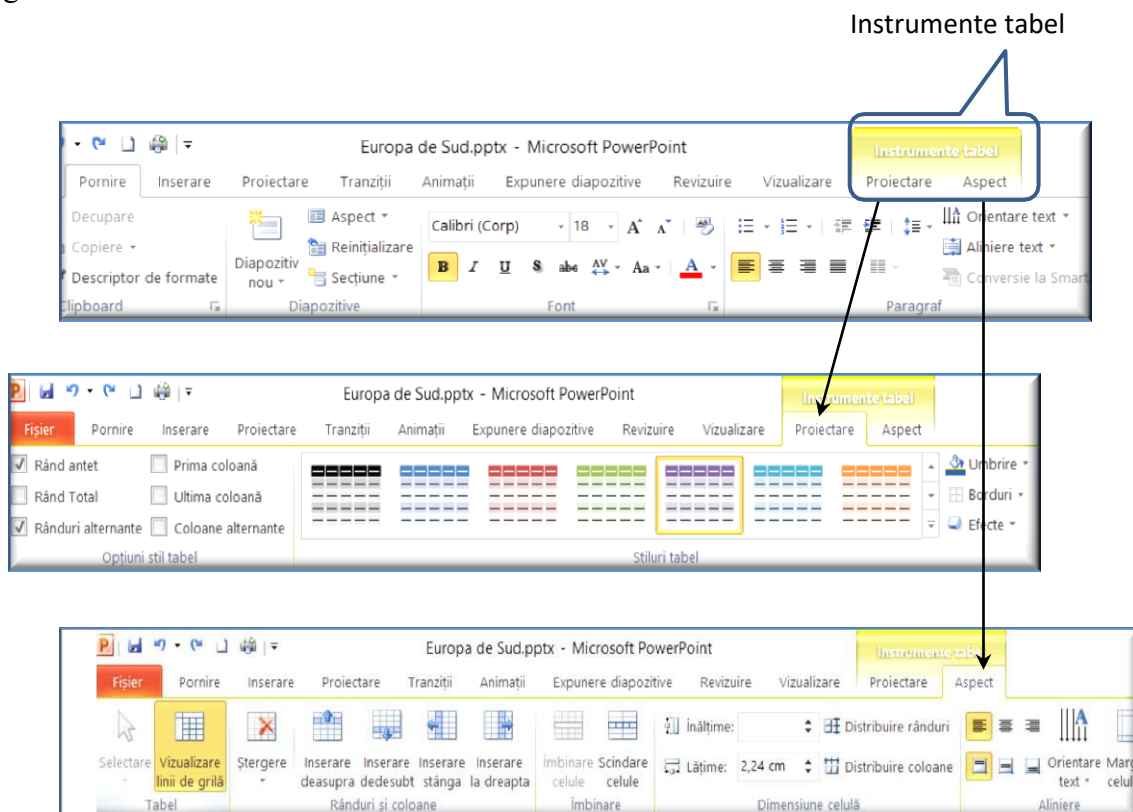 Instrumente tabel
Europa de Sud.pptx - Microsoft PowerPoint
Instrumente tabel
Pornire Inserare Proiectare Tranziții Animații Expunere diapozitive Revizuire Vizualizare Proiectare Aspect
Decupare
Copiere
Descriptor de formate
Clipboard
Diapozitiv
nou
Aspect
Reinițializare
Secțiune
Diapozitive
Calibri (Corp) 18 A A
B I U S abc AV Aa A
Font
Orientare text
Aliniere text
Conversie la Smart
Paragraf
P Europa de Sud.pptx - Microsoft PowerPoint
Instrumente tabel
Fișier Pornire Inserare Proiectare Tranziții Animații Expunere diapozitive Revizuire Vizualizare Proiectare Aspect
Rând antet Prima coloană
Rând Total Ultima coloană
Rânduri alternante Coloane alternante
Opțiuni stil tabel
Stiluri tabel
Umbrire
Borduri
Efecte
P Europa de Sud.pptx - Microsoft PowerPoint
Instrumente tabel
Fișier Pornire Inserare Proiectare Tranziții Animații Expunere diapozitive Revizuire Vizualizare Proiectare Aspect
Selectare
Vizualizare
linii de grilă
Tabel
Ștergere
Inserare
deasupra
Inserare
dedesubt
Inserare
stânga
Inserare
la dreapta
Rânduri și coloane
Îmbinare
celule
Scindare
celule
Îmbinare
Înălțime: Distribuire rânduri
Lățime: 2,24 cm Distribuire coloane
Dimensiune celulă
Orientare
text
Marg
celul
Aliniere